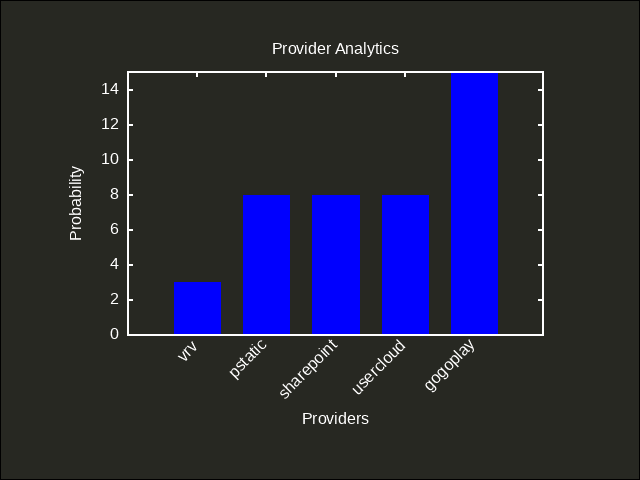 Provider Analytics
Probability
14
12
10
8
6
4
2
0
vrv
pstatic
sharepoint
usercloud
gogoplay
Providers